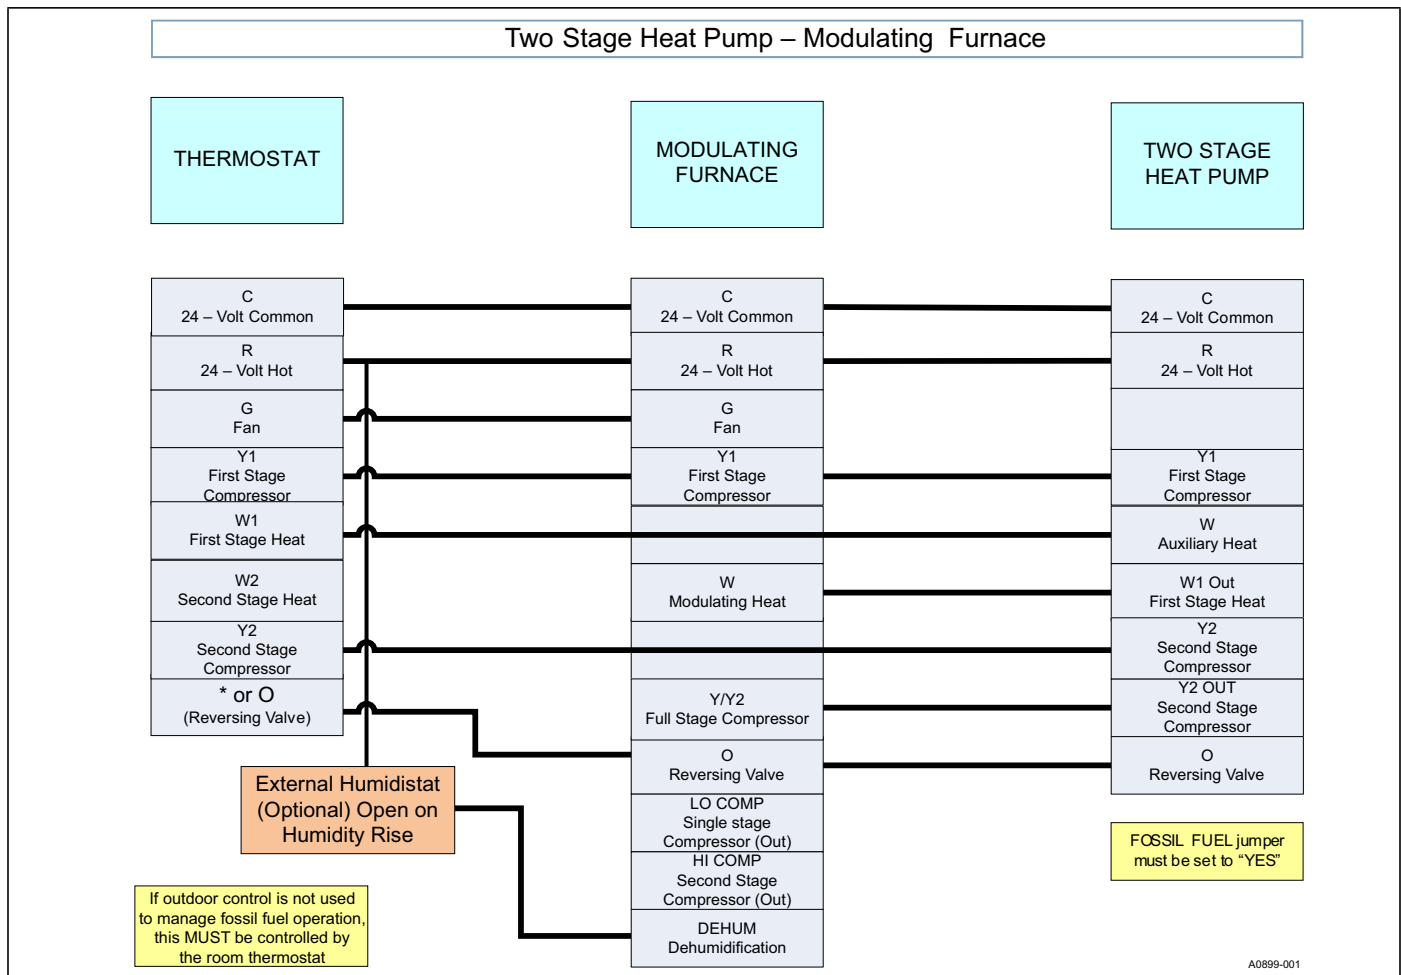 Two Stage Heat Pump – Modulating Furnace
THERMOSTAT
MODULATING
FURNACE
TWO STAGE
HEAT PUMP
C
24 – Volt Common
R
24 – Volt Hot
G
Fan
Y1
First Stage
Compressor
W1
First Stage Heat
W2
Second Stage Heat
Y2
Second Stage
Compressor
* or O
(Reversing Valve)
External Humidistat
(Optional) Open on
Humidity Rise
If outdoor control is not used
to manage fossil fuel operation,
this MUST be controlled by
the room thermostat
C
24 – Volt Common
R
24 – Volt Hot
G
Fan
Y1
First Stage
Compressor
W
Modulating Heat
Y/Y2
Full Stage Compressor
O
Reversing Valve
LO COMP
Single stage
Compressor (Out)
HI COMP
Second Stage
Compressor (Out)
DEHUM
Dehumidification
C
24 – Volt Common
R
24 – Volt Hot
Y1
First Stage
Compressor
W
Auxiliary Heat
W1 Out
First Stage Heat
Y2
Second Stage
Compressor
Y2 OUT
Second Stage
Compressor
O
Reversing Valve
FOSSIL FUEL jumper
must be set to “YES”
A0899-001